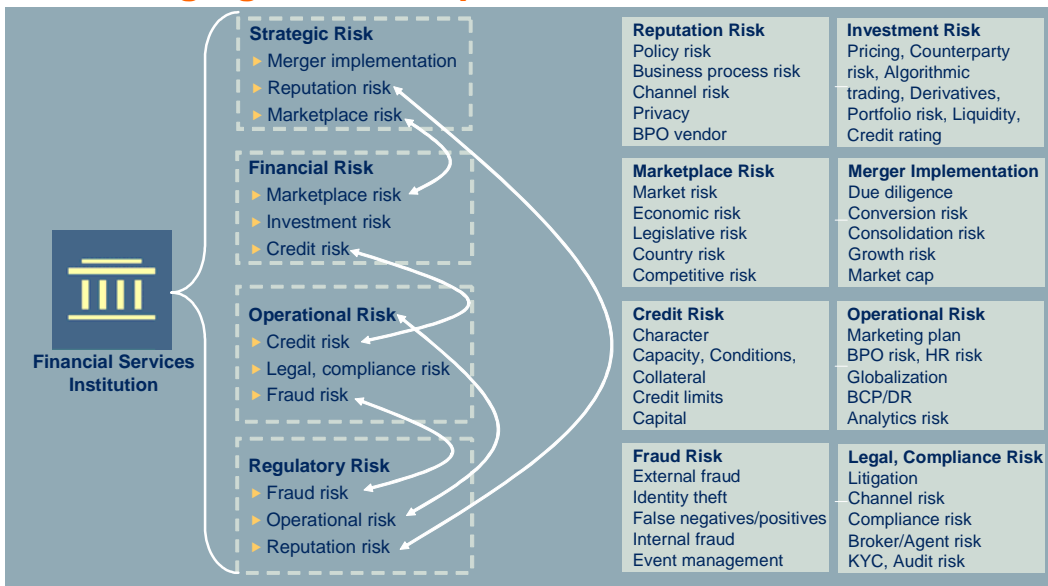 Strategic Risk
Merger implementation
Reputation risk
Marketplace risk
Financial Risk
Marketplace risk
Investment risk
Credit risk
Operational Risk
Credit risk
Legal, compliance risk
Fraud risk
Regulatory Risk
Fraud risk
Operational risk
Reputation risk
Financial Services
Institution
Reputation Risk
Policy risk
Business process risk
Channel risk
Privacy
BPO vendor
Investment Risk
Pricing, Counterparty
risk, Algorithmic
trading, Derivatives,
Portfolio risk, Liquidity,
Credit rating
Marketplace Risk
Market risk
Economic risk
Legislative risk
Country risk
Competitive risk
Merger Implementation
Due diligence
Conversion risk
Consolidation risk
Growth risk
Market cap
Credit Risk
Character
Capacity, Conditions,
Collateral
Credit limits
Capital
Operational Risk
Marketing plan
BPO risk, HR risk
Globalization
BCP/DR
Analytics risk
Fraud Risk
External fraud
Identity theft
False negatives/positives
Internal fraud
Event management
Legal, Compliance Risk
Litigation
Channel risk
Compliance risk
Broker/Agent risk
KYC, Audit risk